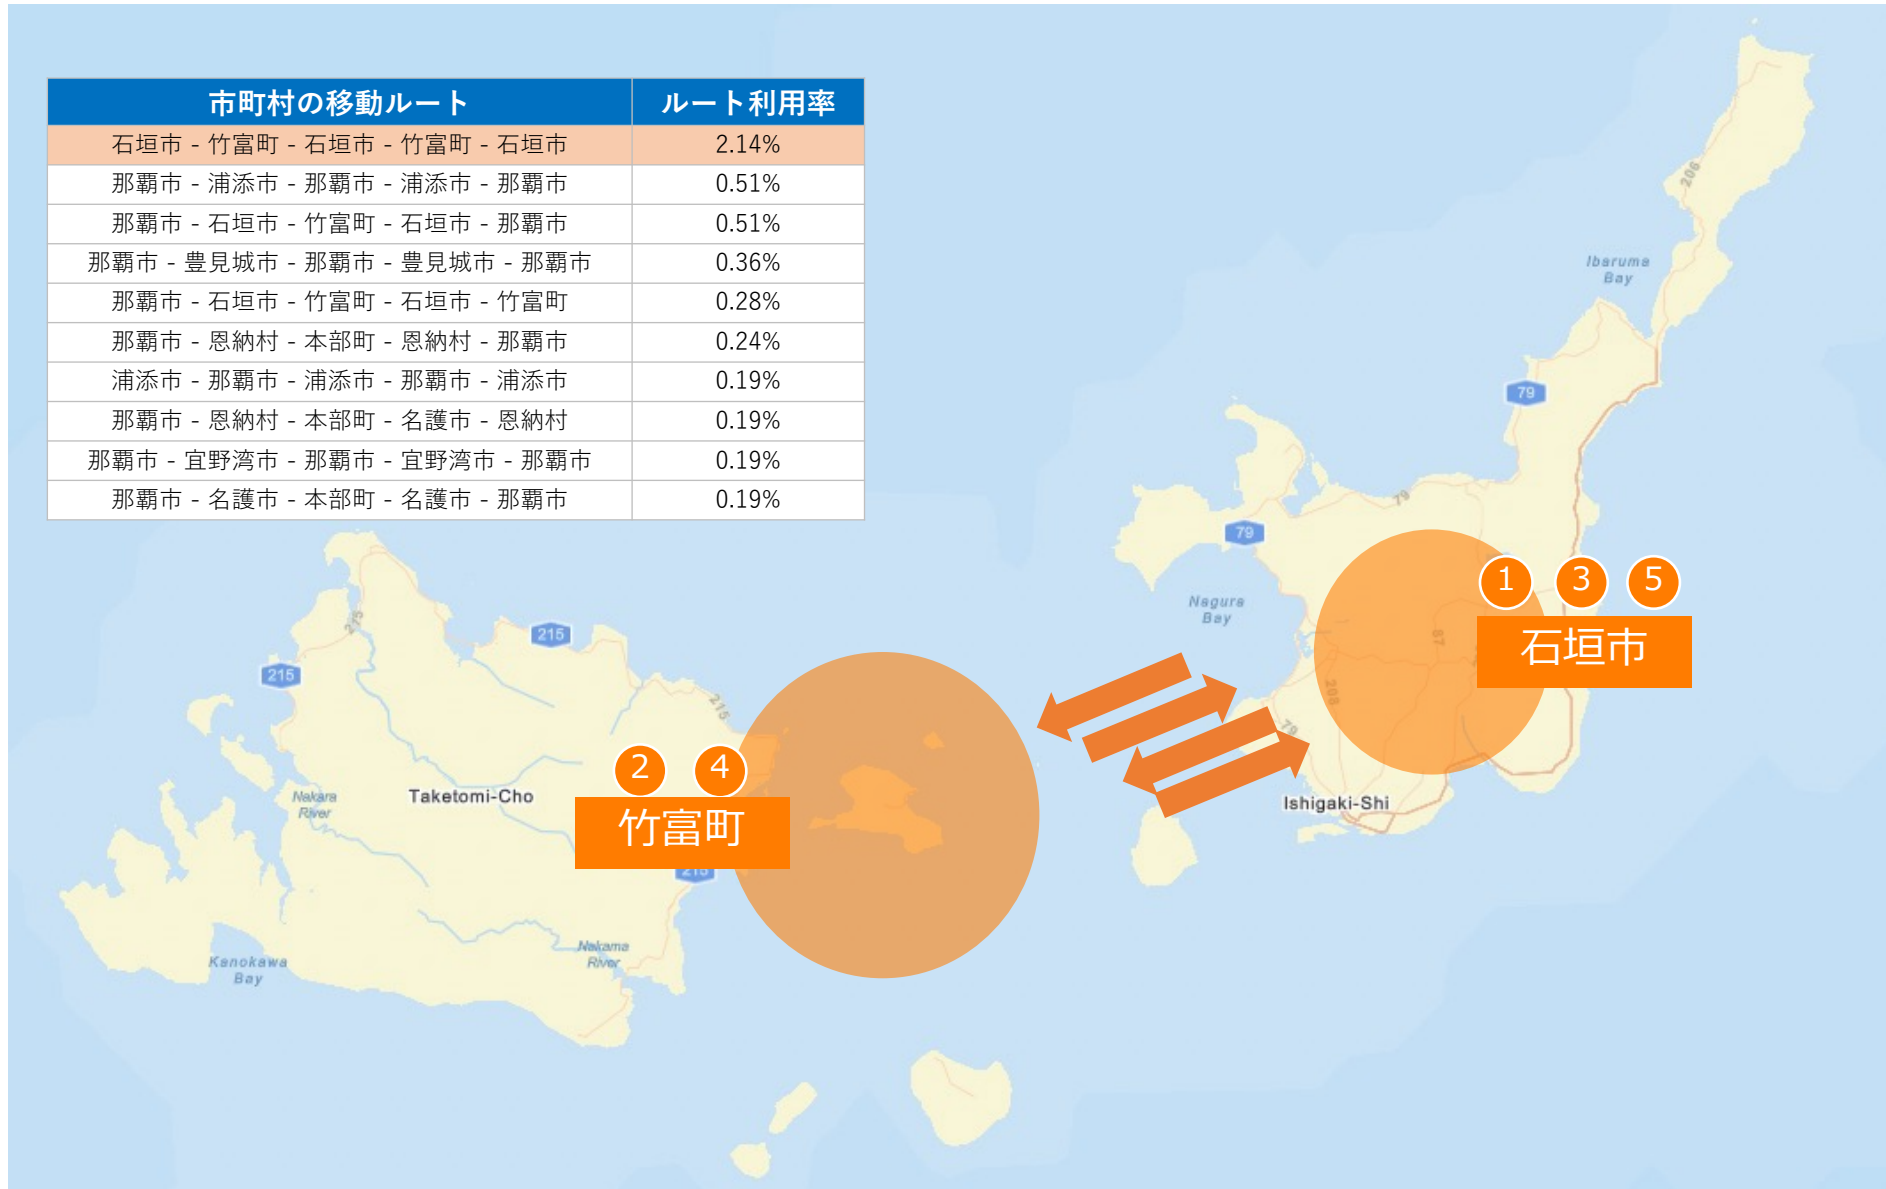 市町村の移動ルート ルート利用率
石垣市 - 竹富町 - 石垣市 - 竹富町 - 石垣市 2.14%
那覇市 - 浦添市 - 那覇市 - 浦添市 - 那覇市 0.51%
那覇市 - 石垣市 - 竹富町 - 石垣市 - 那覇市 0.51%
那覇市 - 豊見城市 - 那覇市 - 豊見城市 - 那覇市 0.36%
那覇市 - 石垣市 - 竹富町 - 石垣市 - 竹富町 0.28%
那覇市 - 恩納村 - 本部町 - 恩納村 - 那覇市 0.24%
浦添市 - 那覇市 - 浦添市 - 那覇市 - 浦添市 0.19%
那覇市 - 恩納村 - 本部町 - 名護市 - 恩納村 0.19%
那覇市 - 宜野湾市 - 那覇市 - 宜野湾市 - 那覇市 0.19%
那覇市 - 名護市 - 本部町 - 名護市 - 那覇市 0.19%
206
Ibaruma
Bay
79
79
79
Nagura
Bay
1 3 5
石垣市
87
208
79
Ishigaki-Shi
215
215
215
215
2 4
竹富町
Taketomi-Cho
Nakara
River
215
Nakama
River
Kanokawa
Bay